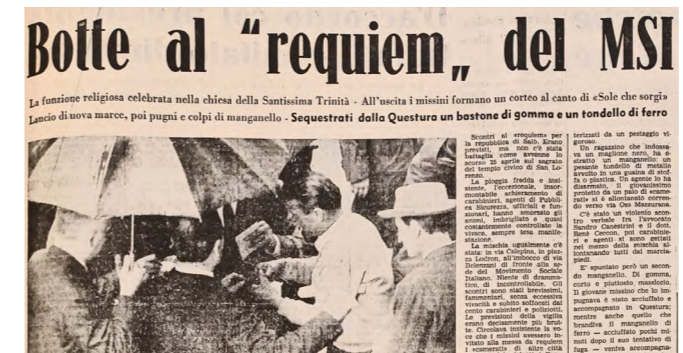 Botte al "requiem„ del MSI
La funzione religiosa celebrata nella chiesa della Santissima Trinità - All'uscita i missini formano un corteo al canto di «Sole che sorgi»
Lancio di uova marce, poi pugni e colpi di manganello - Sequestrati dalla Questura un bastone di gomma e un tondello di ferro
Scontri al «requiem» per
la repubblica di Salò. Erano
previsti, ma non c'è stata
battaglia come avvenne lo
scorso 25 aprile sul sagrato
del tempio civico di San Lo-
renzo.
La pioggia fredda e insi-
stente, l'eccezionale, insor-
montabile schieramento di
carabinieri, agenti di Pubbli-
ca Sicurezza, ufficiali e fun-
zionari, hanno smorzato gli
animi, imbrigliato e quasi
costantemente controllato la
vivace, sempre tesa manife-
stazione.
La mischia ugualmente c'è
stata: in via Calepina, in piaz-
za Lodron, all'imbocco di via
Belenzani di fronte alla se-
de del Movimento Sociale
Italiano. Niente di dramma-
tico, di incontrollabile. Gli
scontri sono stati brevissimi,
fammentari, senza eccessiva
vivacità e subito soffocati dai
cento carabinieri e poliziotti.
Le previsioni della vigilia
erano decisamente più brut-
te. Circolava insistente la vo-
ce che i missini avessero in-
vitato alla messa da requiem
i «camerati» di altre città
terizzati da un pestaggio vi-
goroso.
Un ragazzino che indossa-
va un maglione nero, ha e-
stratto un manganello: un
pesante tondello di metallo
avvolto in una guaina di stof-
fa o plastica. Un agente lo ha
disarmato, il giovanissimo
protetto da un paio di «came-
rati» si è allontanato corren-
do verso via Oss Mazzurana.
C'è stato un violento scon-
tro verbale fra l'avvocato
Sandro Canestrini e il dott.
René Ceccon, poi carabinie-
ri e agenti si sono gettati
nel mezzo della mischia al-
lontanando tutti dai marcia-
piedi.
E' spuntato però un secon-
do manganello. Di gomma,
corto e piuttosto massiccio.
Il giovane missino che lo im-
pugnava è stato acciuffato e
accompagnato in Questura;
mentre anche quello che
brandiva il manganello di
ferro — acciuffato pochi mi-
nuti dopo il suo tentativo di
fuga — veniva accompagna-